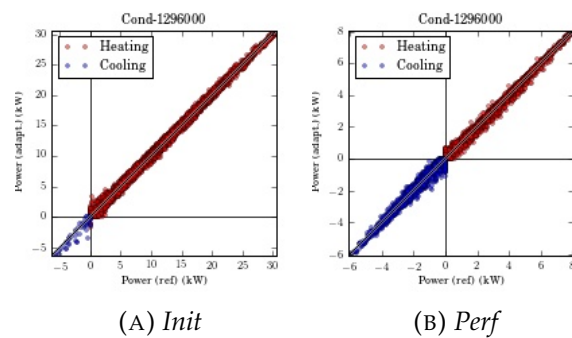 Cond-1296000
30
25
20
15
10
5
0
−5
Power (adapt.) (kW)
Heating
Cooling
−5 0 5 10 15 20 25 30
Power (ref) (kW)
(A) Init
Cond-1296000
8
6
4
2
0
−2
−4
−6
Power (adapt.) (kW)
Heating
Cooling
−6 −4 −2 0 2 4 6 8
Power (ref) (kW)
(B) Perf